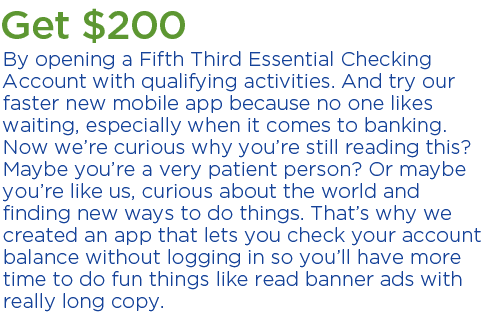 Get $200
By opening a Fifth Third Essential Checking
Account with qualifying activities. And try our
faster new mobile app because no one likes
waiting, especially when it comes to banking.
Now we’re curious why you’re still reading this?
Maybe you’re a very patient person? Or maybe
you’re like us, curious about the world and
finding new ways to do things. That’s why we
created an app that lets you check your account
balance without logging in so you’ll have more
time to do fun things like read banner ads with
really long copy.